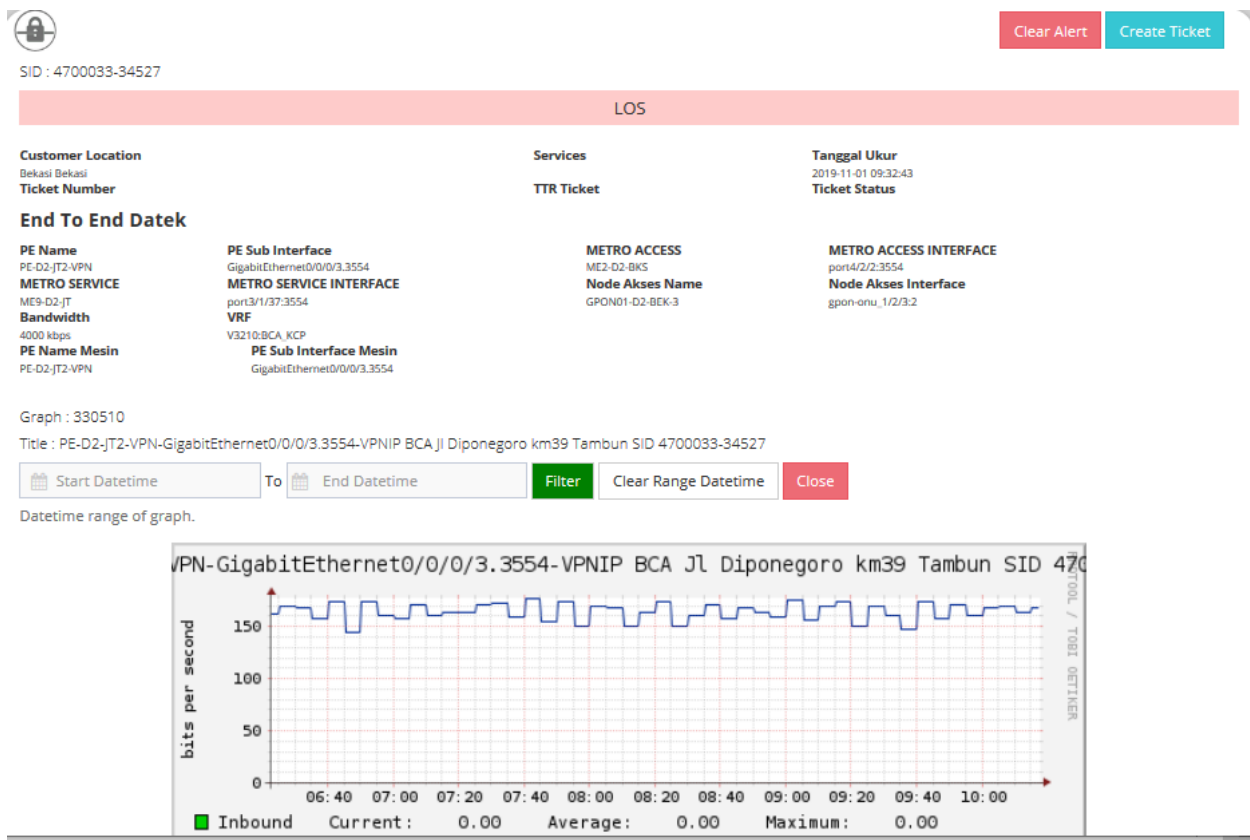 Clear Alert Create Ticket
SID : 4700033-34527
LOS
Customer Location Services Tanggal Ukur
Bekasi Bekasi 2019-11-01 09:32:43
Ticket Number TTR Ticket Ticket Status
End To End Datek
PE Name PE Sub Interface METRO ACCESS METRO ACCESS INTERFACE
PE-D2-JT2-VPN GigabitEthernet0/0/0/3.3554 ME2-D2-BKS port4/2/2:3554
METRO SERVICE METRO SERVICE INTERFACE Node Akses Name Node Akses Interface
ME9-D2-JT port3/1/37:3554 GPON01-D2-BEK-3 gpon-onu_1/2/3:2
Bandwidth VRF
4000 kbps V3210:BCA_KCP
PE Name Mesin PE Sub Interface Mesin
PE-D2-JT2-VPN GigabitEthernet0/0/0/3.3554
Graph : 330510
Title : PE-D2-JT2-VPN-GigabitEthernet0/0/0/3.3554-VPNIP BCA Jl Diponegoro km39 Tambun SID 4700033-34527
Start Datetime To End Datetime Filter Clear Range Datetime Close
Datetime range of graph.
VPN-GigabitEthernet0/0/0/3.3554-VPNIP BCA Jl Diponegoro km39 Tambun SID 470
TOOL / TOBI OETIKER
bits per second
150
100
50
0
06:40 07:00 07:20 07:40 08:00 08:20 08:40 09:00 09:20 09:40 10:00
Inbound Current: 0.00 Average: 0.00 Maximum: 0.00